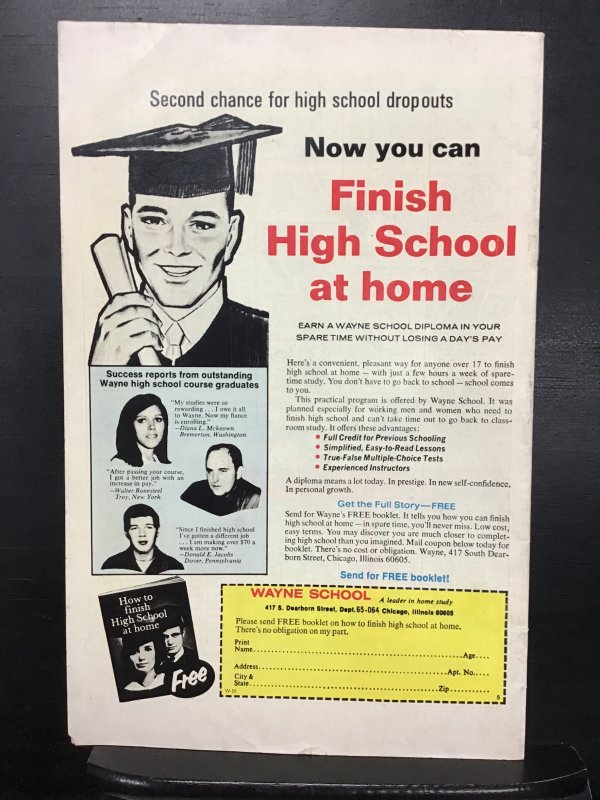 Second chance for high school dropouts
Now you can
Finish
High School
at home
EARN A WAYNE SCHOOL DIPLOMA IN YOUR
SPARE TIME WITHOUT LOSING A DAY'S PAY
Here's a convenient, pleasant way for anyone over 17 to finish
high school at home — with just a few hours a week of spare-
time study. You don't have to go back to school — school comes
to you.
This practical program is offered by Wayne School. It was
planned especially for working men and women who need to
finish high school and can't take time out to go back to class-
room study. It offers these advantages:
• Full Credit for Previous Schooling
• Simplified, Easy-to-Read Lessons
• True-False Multiple-Choice Tests
• Experienced Instructors
A diploma means a lot today. In prestige. In new self-confidence.
In personal growth.
Get the Full Story—FREE
Send for Wayne's FREE booklet. It tells you how you can finish
high school at home — in spare time, you'll never miss. Low cost,
easy terms. You may discover you are much closer to complet-
ing high school than you imagined. Mail coupon below today for
booklet. There's no cost or obligation. Wayne, 417 South Dear-
born Street, Chicago, Illinois 60605.
Send for FREE booklet!
Success reports from outstanding
Wayne high school course graduates
"My studies were so
rewarding . . . I owe it all
to Wayne. Now my fiance
is enrolling."
—Diana L. Mckeown
Bremerton, Washington
"After passing your course,
I got a better job with an
increase in pay."
—Walter Bonesteel
Troy, New York
"Since I finished high school
I've gotten a different job
. . . I am making over $70 a
week more now."
—Donald E. Jacobs
Dover, Pennsylvania
How to
finish
High School
at home
Free
WAYNE SCHOOL A leader in home study
417 S. Dearborn Street, Dept. 65-064 Chicago, Illinois 60605
Please send FREE booklet on how to finish high school at home.
There's no obligation on my part.
Print
Name Age
Address Apt. No.
City &
State Zip
W-50 5